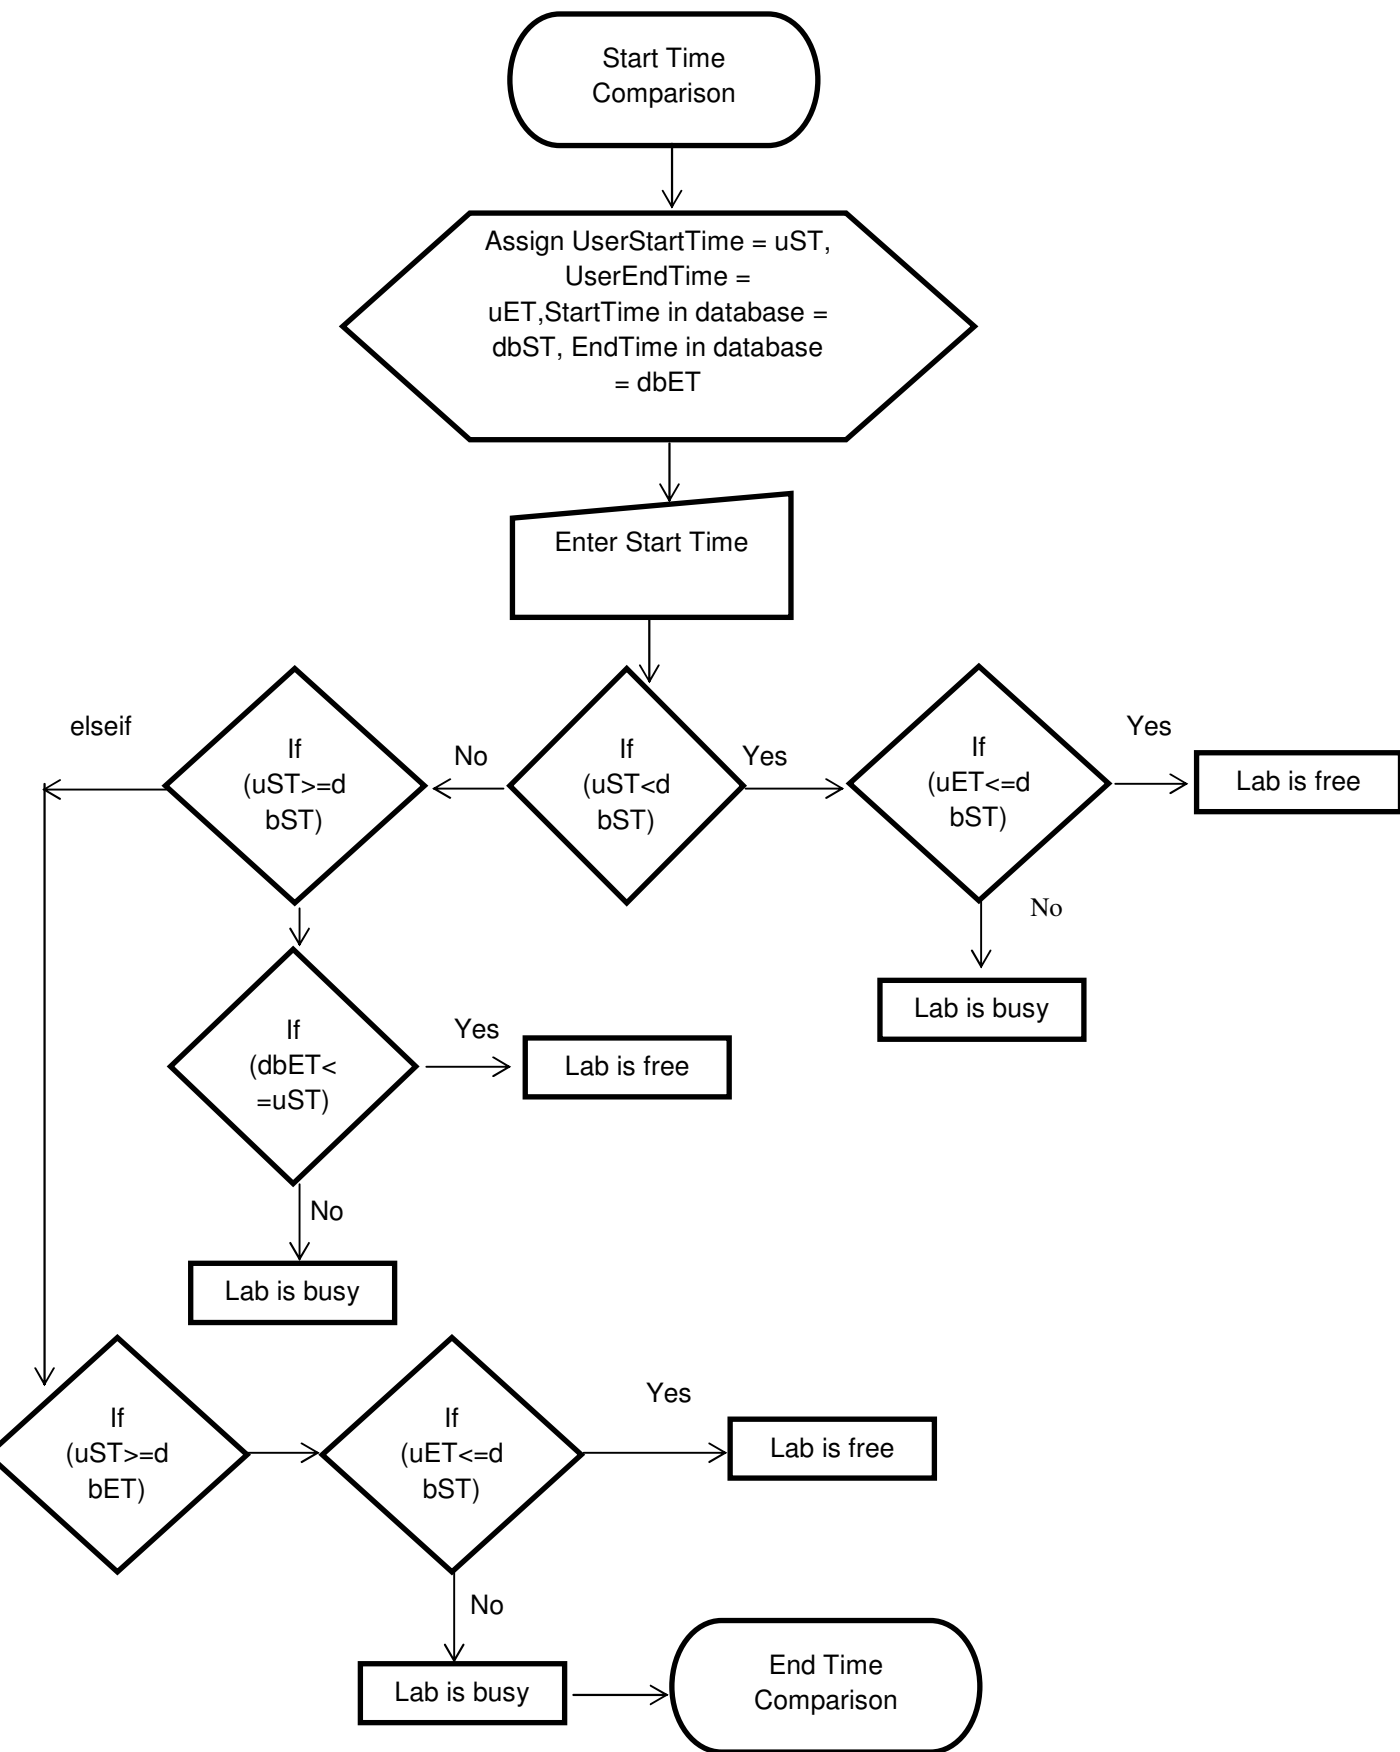 Start Time
Comparison
Assign UserStartTime = uST,
UserEndTime =
uET,StartTime in database =
dbST, EndTime in database
= dbET
Enter Start Time
elseif
If
(uST>=d
bST)
No
If
(uST<d
bST)
Yes
If
(uET<=d
bST)
Yes
Lab is free
No
Lab is busy
If
(dbET<
=uST)
Yes
Lab is free
No
Lab is busy
If
(uST>=d
bET)
If
(uET<=d
bST)
Yes
Lab is free
No
Lab is busy
End Time
Comparison